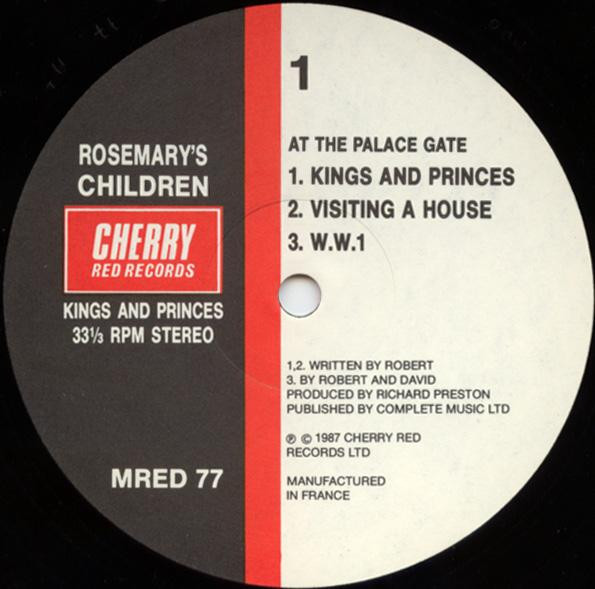 ROSEMARY'S
CHILDREN
CHERRY
RED RECORDS
KINGS AND PRINCES
33⅓ RPM STEREO
MRED 77
1
AT THE PALACE GATE
1. KINGS AND PRINCES
2. VISITING A HOUSE
3. W.W.1
1,2. WRITTEN BY ROBERT
3. BY ROBERT AND DAVID
PRODUCED BY RICHARD PRESTON
PUBLISHED BY COMPLETE MUSIC LTD
℗ © 1987 CHERRY RED
RECORDS LTD
MANUFACTURED
IN FRANCE